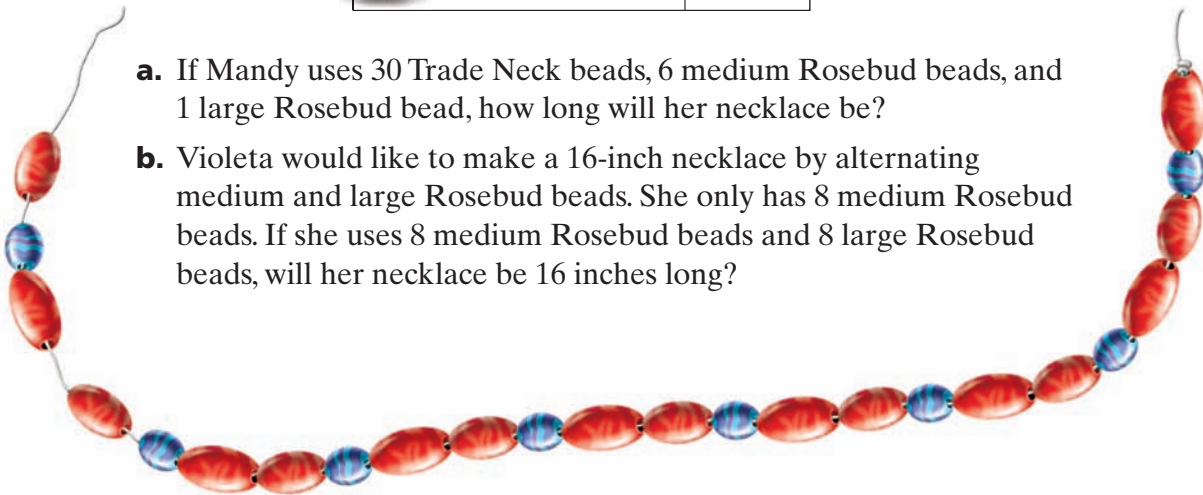 a. If Mandy uses 30 Trade Neck beads, 6 medium Rosebud beads, and
1 large Rosebud bead, how long will her necklace be?
b. Violeta would like to make a 16-inch necklace by alternating
medium and large Rosebud beads. She only has 8 medium Rosebud
beads. If she uses 8 medium Rosebud beads and 8 large Rosebud
beads, will her necklace be 16 inches long?